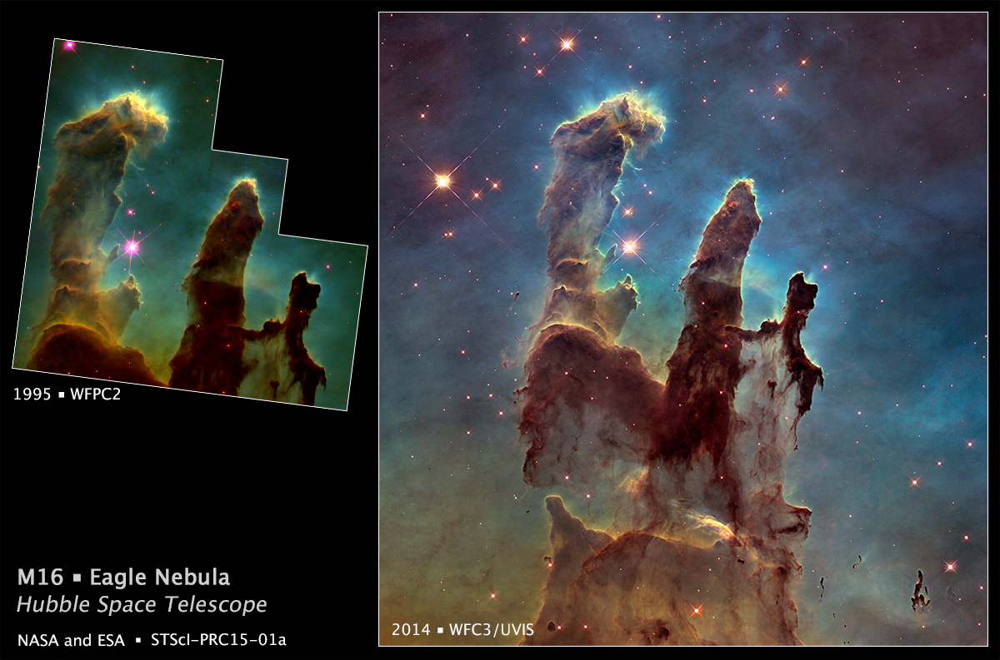 1995 ▪ WFPC2
M16 ▪ Eagle Nebula
Hubble Space Telescope
NASA and ESA ▪ STScI-PRC15-01a
2014 ▪ WFC3/UVIS